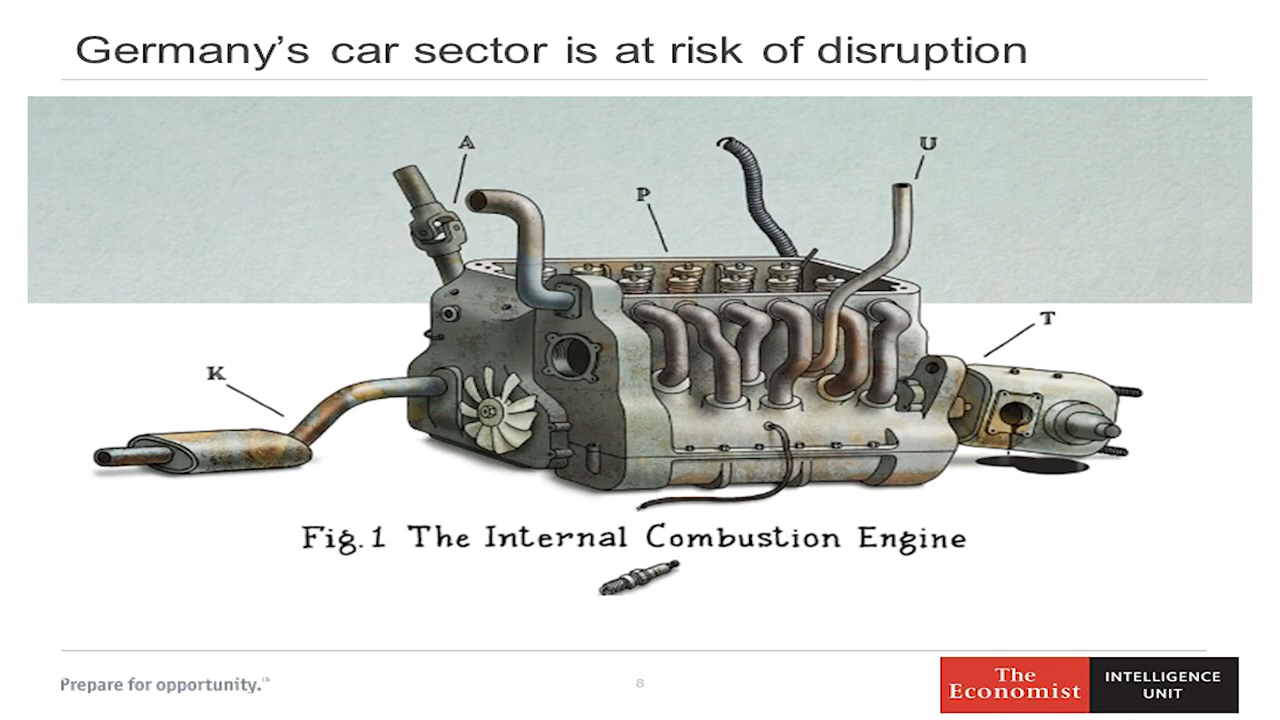 Germany's car sector is at risk of disruption
A
U
P
T
K
Fig. 1 The Internal Combustion Engine
Prepare for opportunity.
8
The Economist
INTELLIGENCE UNIT